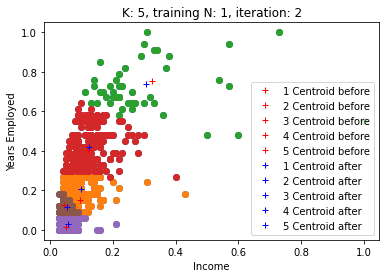 K: 5, training N: 1, iteration: 2
Years Employed
1.0
0.8
0.6
0.4
0.2
0.0
1 Centroid before
2 Centroid before
3 Centroid before
4 Centroid before
5 Centroid before
1 Centroid after
2 Centroid after
3 Centroid after
4 Centroid after
5 Centroid after
0.0 0.2 0.4 0.6 0.8 1.0
Income